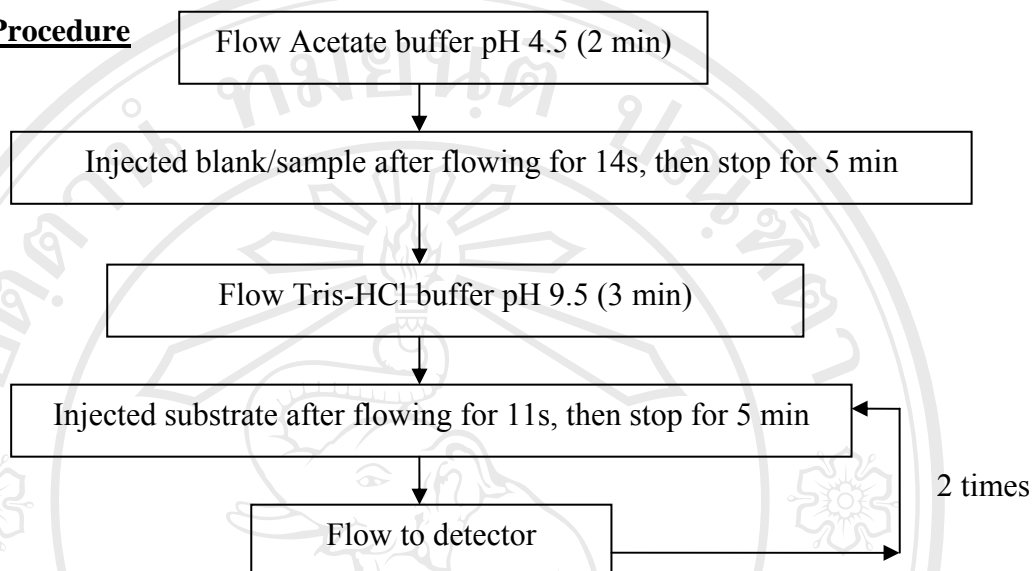 Procedure
Flow Acetate buffer pH 4.5 (2 min)
Injected blank/sample after flowing for 14s, then stop for 5 min
Flow Tris-HCl buffer pH 9.5 (3 min)
Injected substrate after flowing for 11s, then stop for 5 min
2 times
Flow to detector